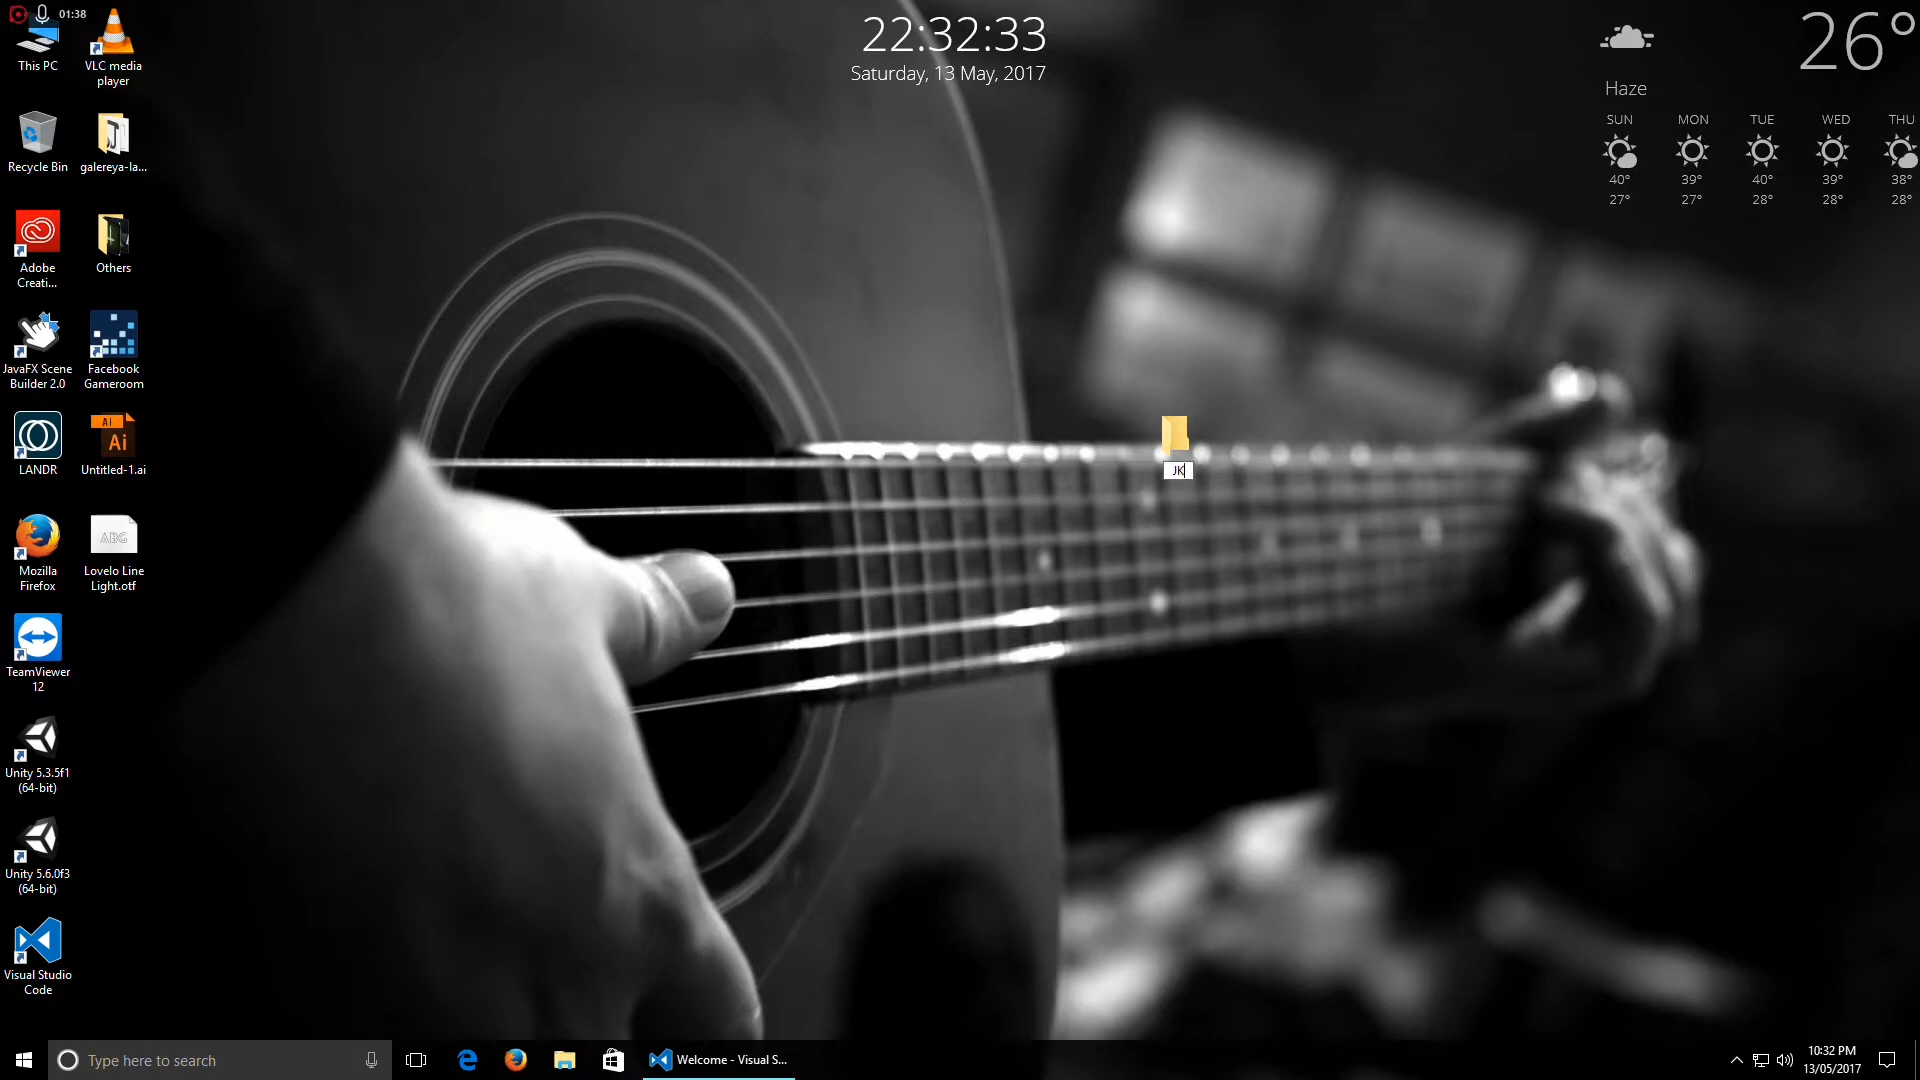 01:38
This PC
VLC media
player
Recycle Bin
galereya-la...
Adobe
Creati...
Others
JavaFX Scene
Builder 2.0
Facebook
Gameroom
LANDR
Ai
Ai
Untitled-1.ai
Mozilla
Firefox
ABG
Lovelo Line
Light.otf
TeamViewer
12
Unity 5.3.5f1
(64-bit)
Unity 5.6.0f3
(64-bit)
Visual Studio
Code
22:32:33
Saturday, 13 May, 2017
26°
Haze
SUN MON TUE WED THU
40° 39° 40° 39° 38°
27° 27° 28° 28° 28°
JK
Type here to search
Welcome - Visual S...
10:32 PM
13/05/2017